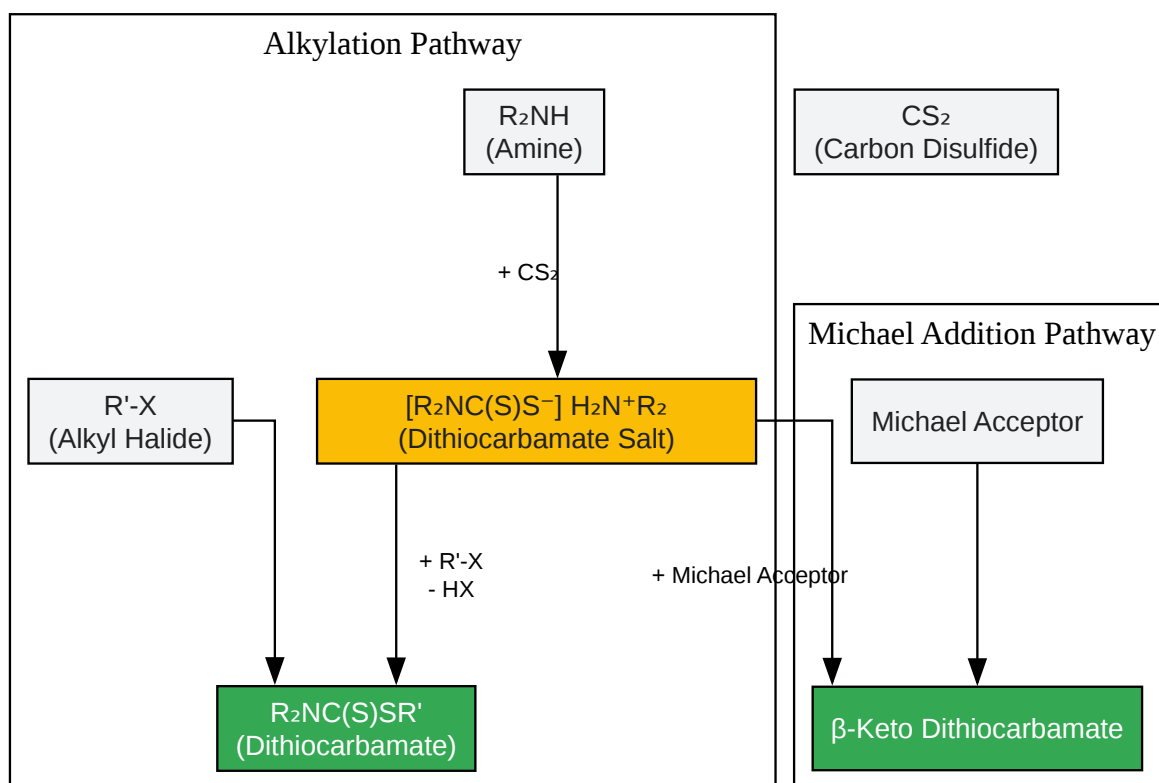 Alkylation Pathway
R₂NH
(Amine)
CS₂
(Carbon Disulfide)
+ CS₂
Michael Addition Pathway
R'-X
(Alkyl Halide)
[R₂NC(S)S⁻] H₂N⁺R₂
(Dithiocarbamate Salt)
Michael Acceptor
+ R'-X
- HX
+ Michael Acceptor
R₂NC(S)SR'
(Dithiocarbamate)
β-Keto Dithiocarbamate